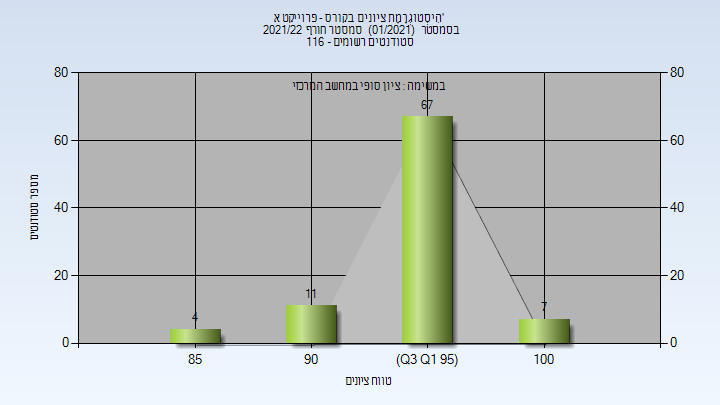 היסטוגרמת ציונים בקורס - פרוייקט א'
בסמסטר (01/2021) סמסטר חורף 2021/22
סטודנטים רשומים - 116
במשימה : ציון סופי במחשב המרכזי
80
60
40
20
0
80
60
40
20
0
מספר סטודנטים
4
11
67
7
85
90
(Q3 Q1 95)
100
טווח ציונים